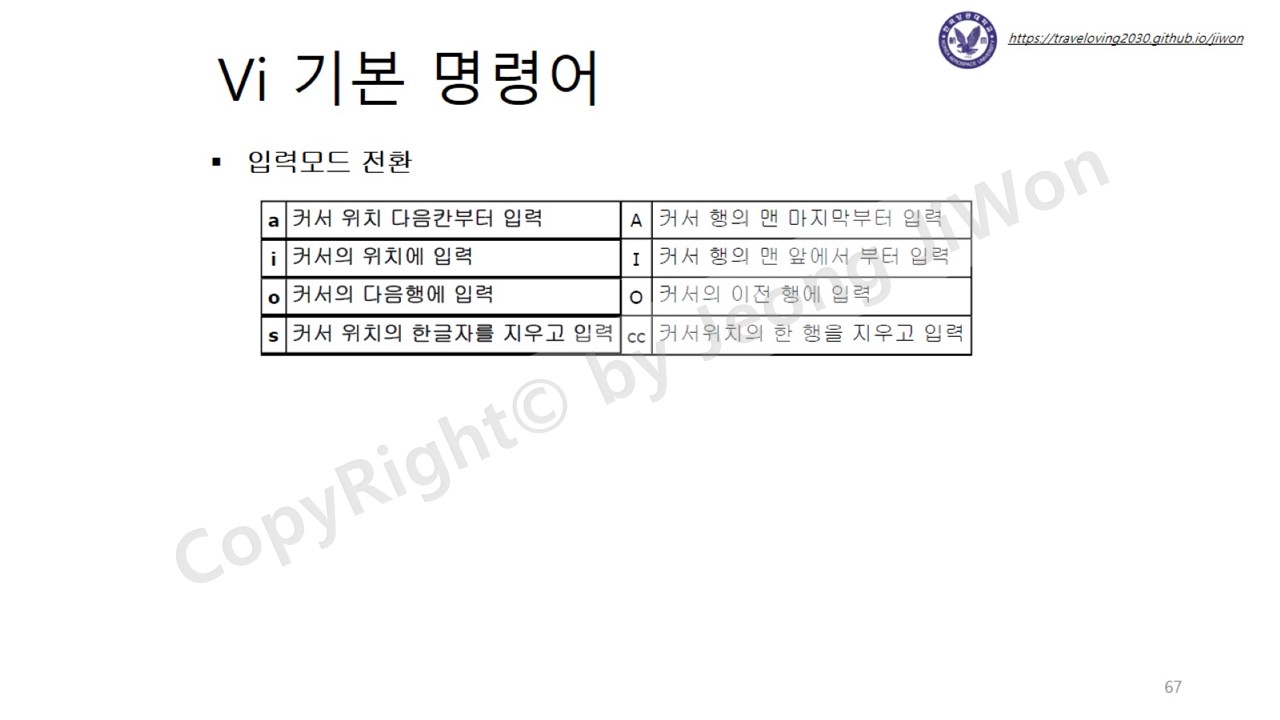 https://traveloving2030.github.io/jiwon
Vi 기본 명령어
▪ 입력모드 전환
a 커서 위치 다음칸부터 입력 A 커서 행의 맨 마지막부터 입력
i 커서의 위치에 입력 I 커서 행의 맨 앞에서 부터 입력
o 커서의 다음행에 입력 O 커서의 이전 행에 입력
s 커서 위치의 한글자를 지우고 입력 cc 커서위치의 한 행을 지우고 입력
CopyRight© by Jeong JiWon
67